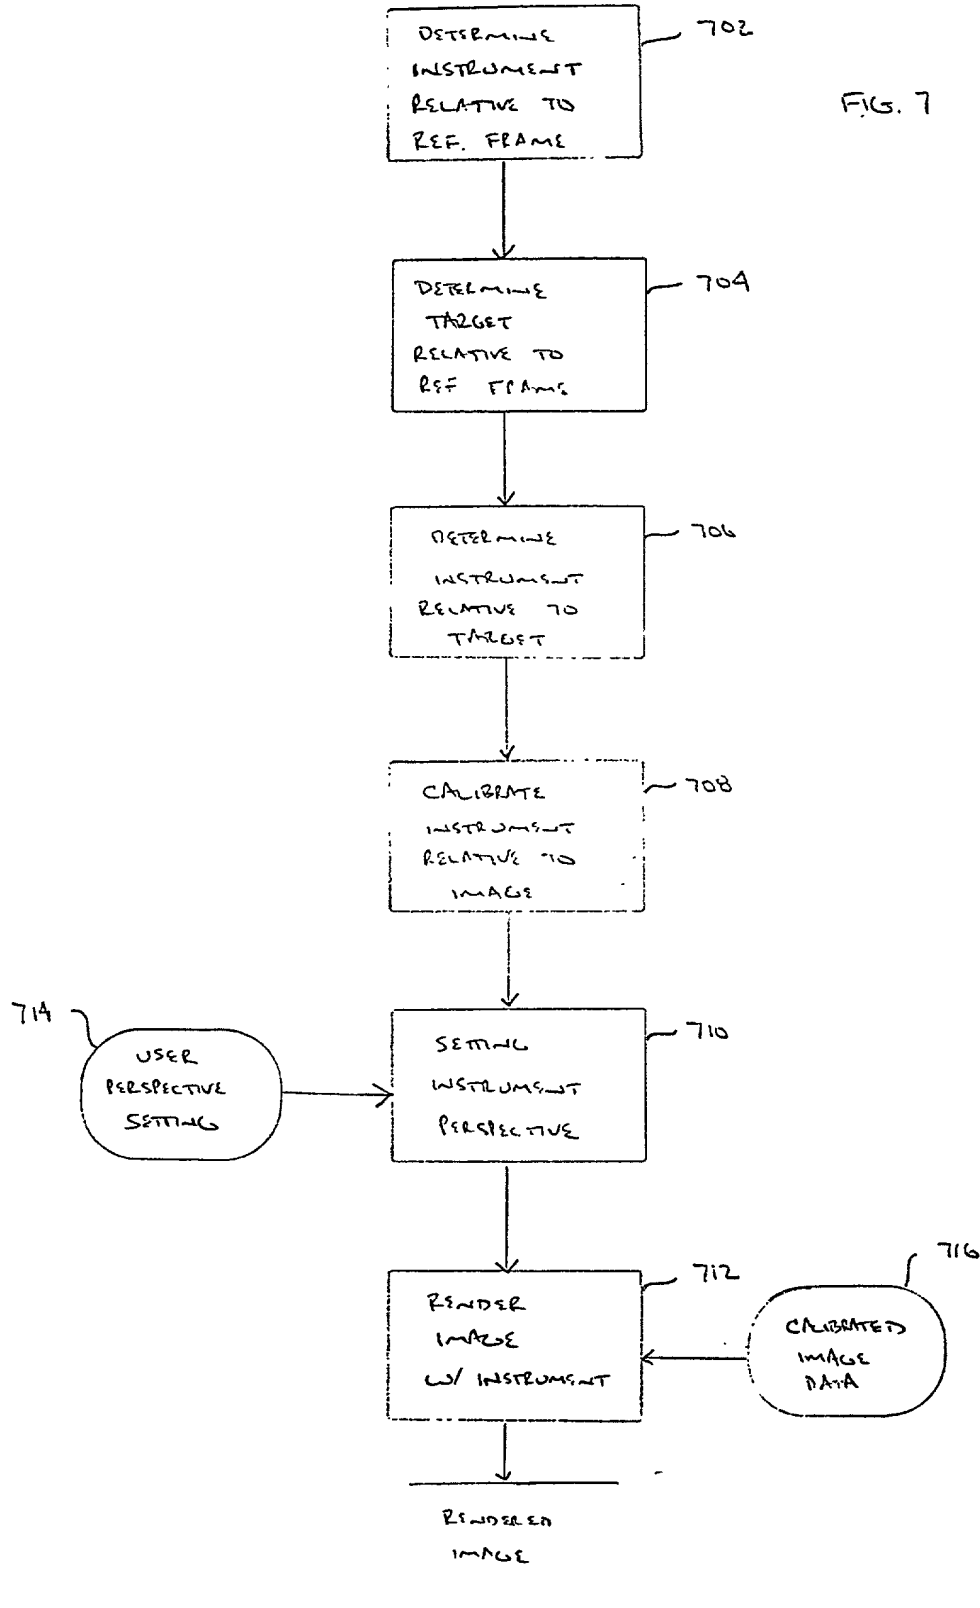 DETERMINE
INSTRUMENT
RELATIVE TO
REF. FRAME
702
FIG. 7
DETERMINE
TARGET
RELATIVE TO
REF FRAME
704
DETERMINE
INSTRUMENT
RELATIVE TO
TARGET
706
CALIBRATE
INSTRUMENT
RELATIVE TO
IMAGE
708
714
USER
PERSPECTIVE
SETTING
SETTING
INSTRUMENT
PERSPECTIVE
710
RENDER
IMAGE
W/ INSTRUMENT
712
716
CALIBRATED
IMAGE
DATA
RENDERED
IMAGE